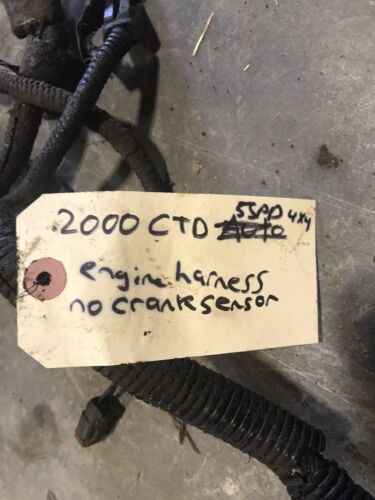 2000 CTD Auto 5SPD 4x4
engine harness
no crank sensor